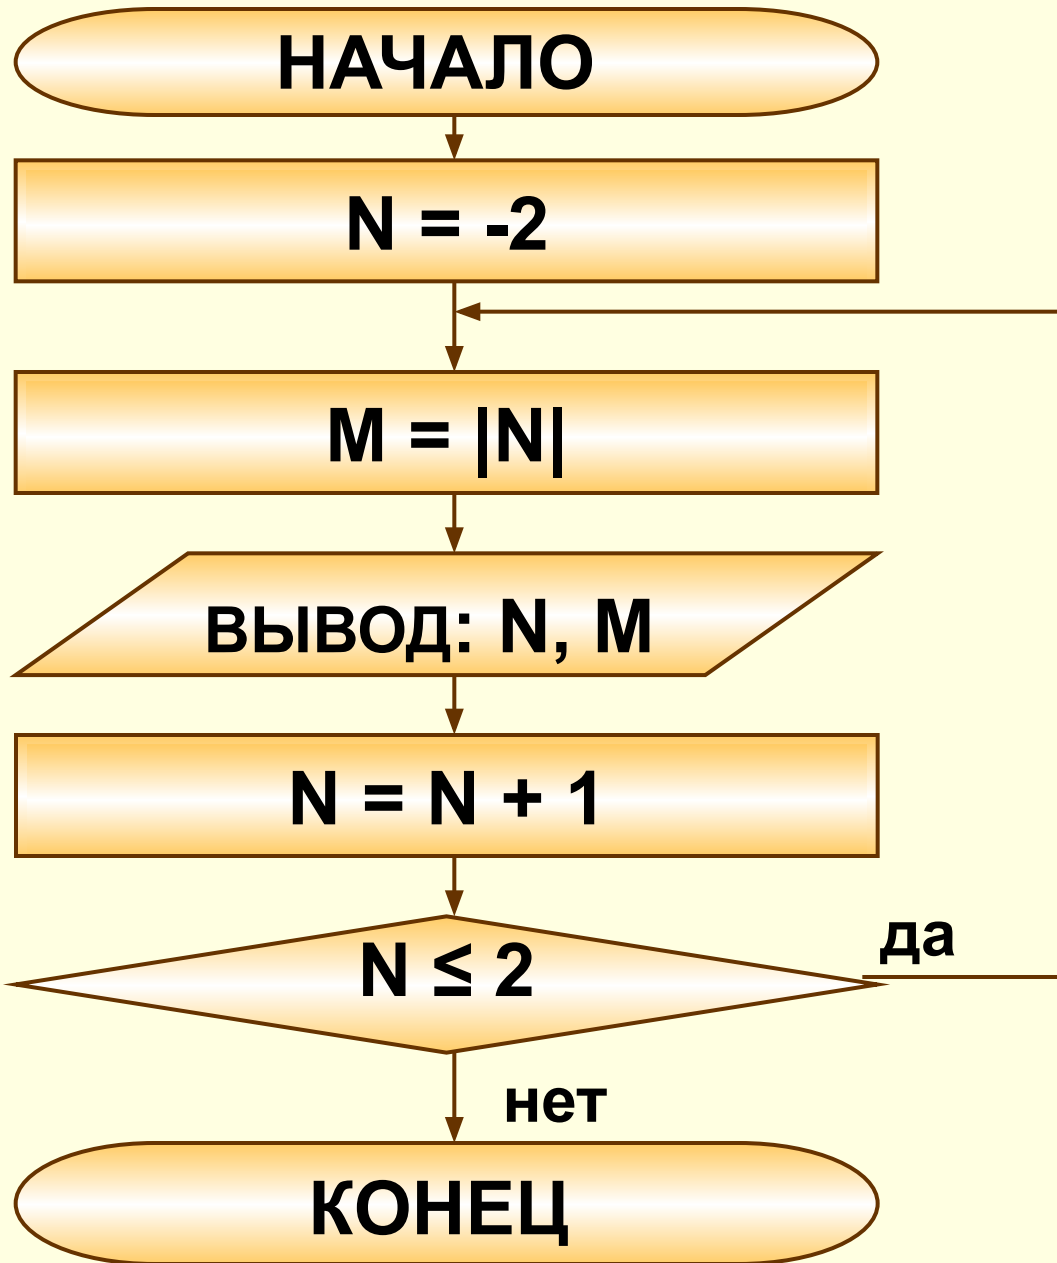 НАЧАЛО
N = -2
M = |N|
ВЫВОД: N, M
N = N + 1
N ≤ 2
да
нет
КОНЕЦ